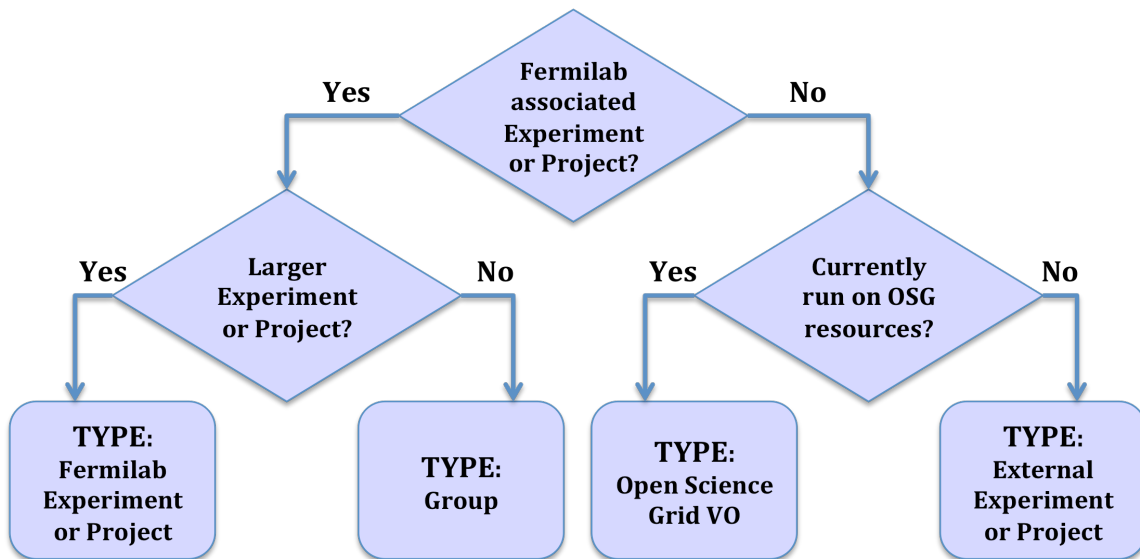 Fermilab
associated
Experiment
or Project?
Yes
No
Larger
Experiment
or Project?
Yes
No
Currently
run on OSG
resources?
Yes
No
TYPE:
Fermilab
Experiment
or Project
TYPE:
Group
TYPE:
Open Science
Grid VO
TYPE:
External
Experiment
or Project